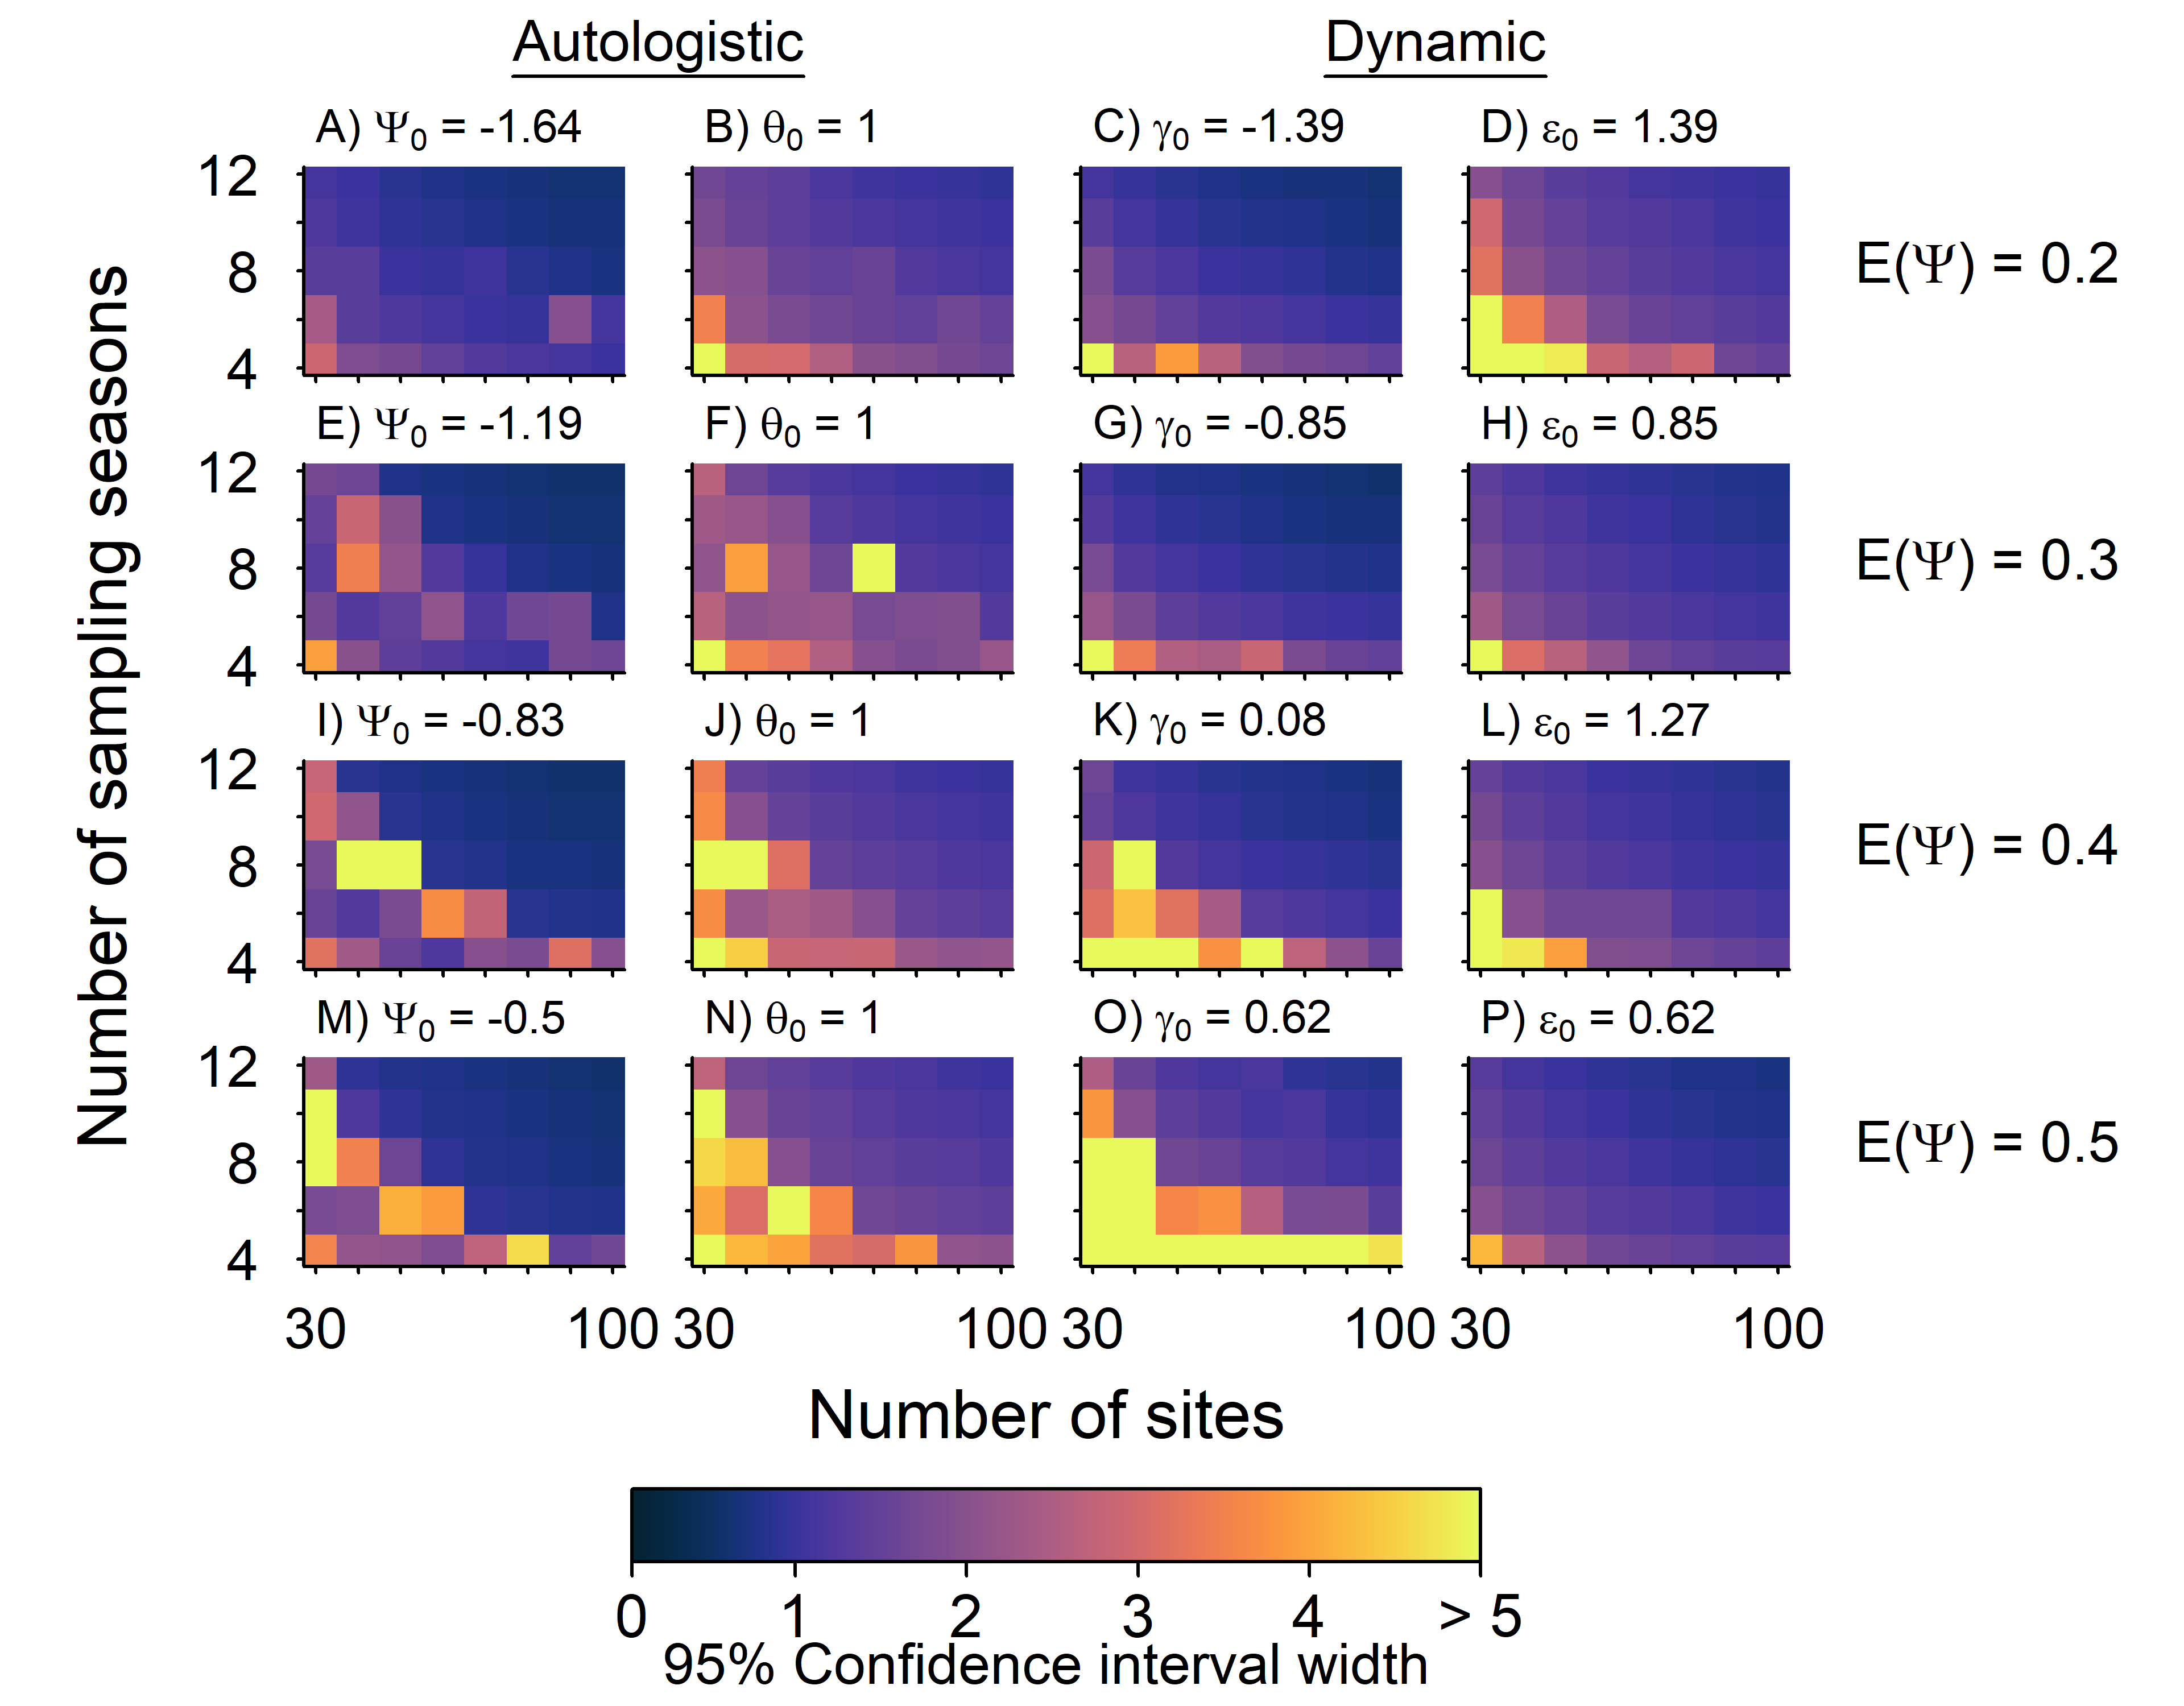 Autologistic Dynamic
A) Ψ0 = -1.64 B) θ0 = 1 C) γ0 = -1.39 D) ε0 = 1.39
12
8
4
E(Ψ) = 0.2
E) Ψ0 = -1.19 F) θ0 = 1 G) γ0 = -0.85 H) ε0 = 0.85
12
8
4
E(Ψ) = 0.3
I) Ψ0 = -0.83 J) θ0 = 1 K) γ0 = 0.08 L) ε0 = 1.27
12
8
4
E(Ψ) = 0.4
M) Ψ0 = -0.5 N) θ0 = 1 O) γ0 = 0.62 P) ε0 = 0.62
12
8
4
E(Ψ) = 0.5
Number of sampling seasons
30 100 30 100 30 100 30 100
Number of sites
0 1 2 3 4 > 5
95% Confidence interval width